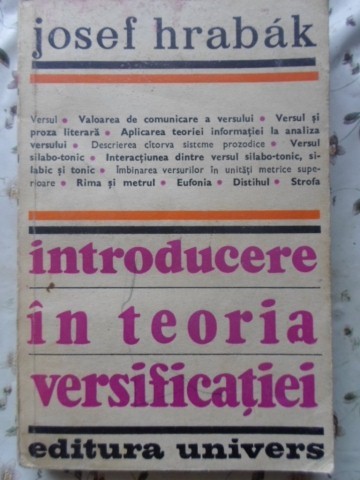 josef hrabák
Versul • Valoarea de comunicare a versului • Versul și
proza literară • Aplicarea teoriei informației la analiza
versului • Descrierea cîtorva sisteme prozodice • Versul
silabo-tonic • Interacțiunea dintre versul silabo-tonic, si-
labic și tonic • Îmbinarea versurilor în unități metrice supe-
rioare • Rima și metrul • Eufonia • Distihul • Strofa
introducere
în teoria
versificației
editura univers